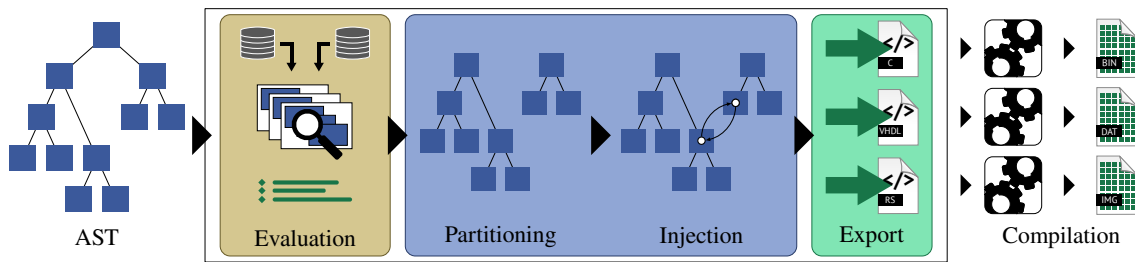 </> C
BIN
</> VHDL
DAT
</> RS
IMG
AST
Evaluation
Partitioning
Injection
Export
Compilation